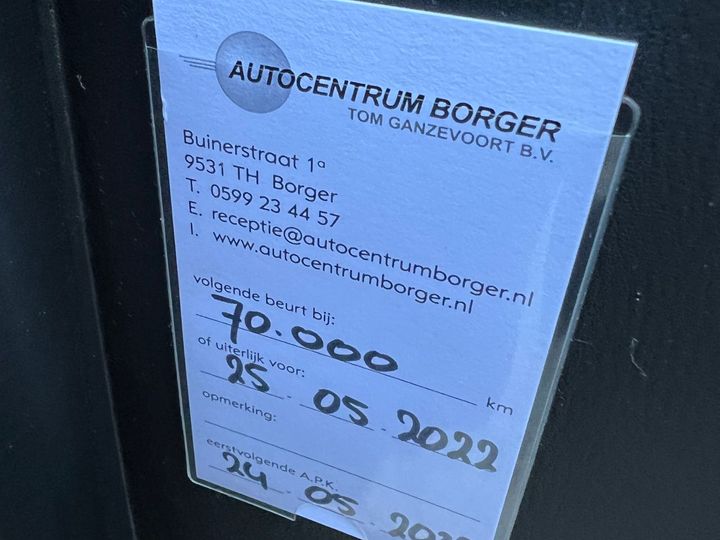 AUTOCENTRUM BORGER
TOM GANZEVOORT B.V.
Buinerstraat 1a
9531 TH Borger
T. 0599 23 44 57
E. receptie@autocentrumborger.nl
I. www.autocentrumborger.nl
volgende beurt bij:
70.000 km
of uiterlijk voor:
25.05.2022
opmerking:
eerstvolgende A.P.K.
24.05